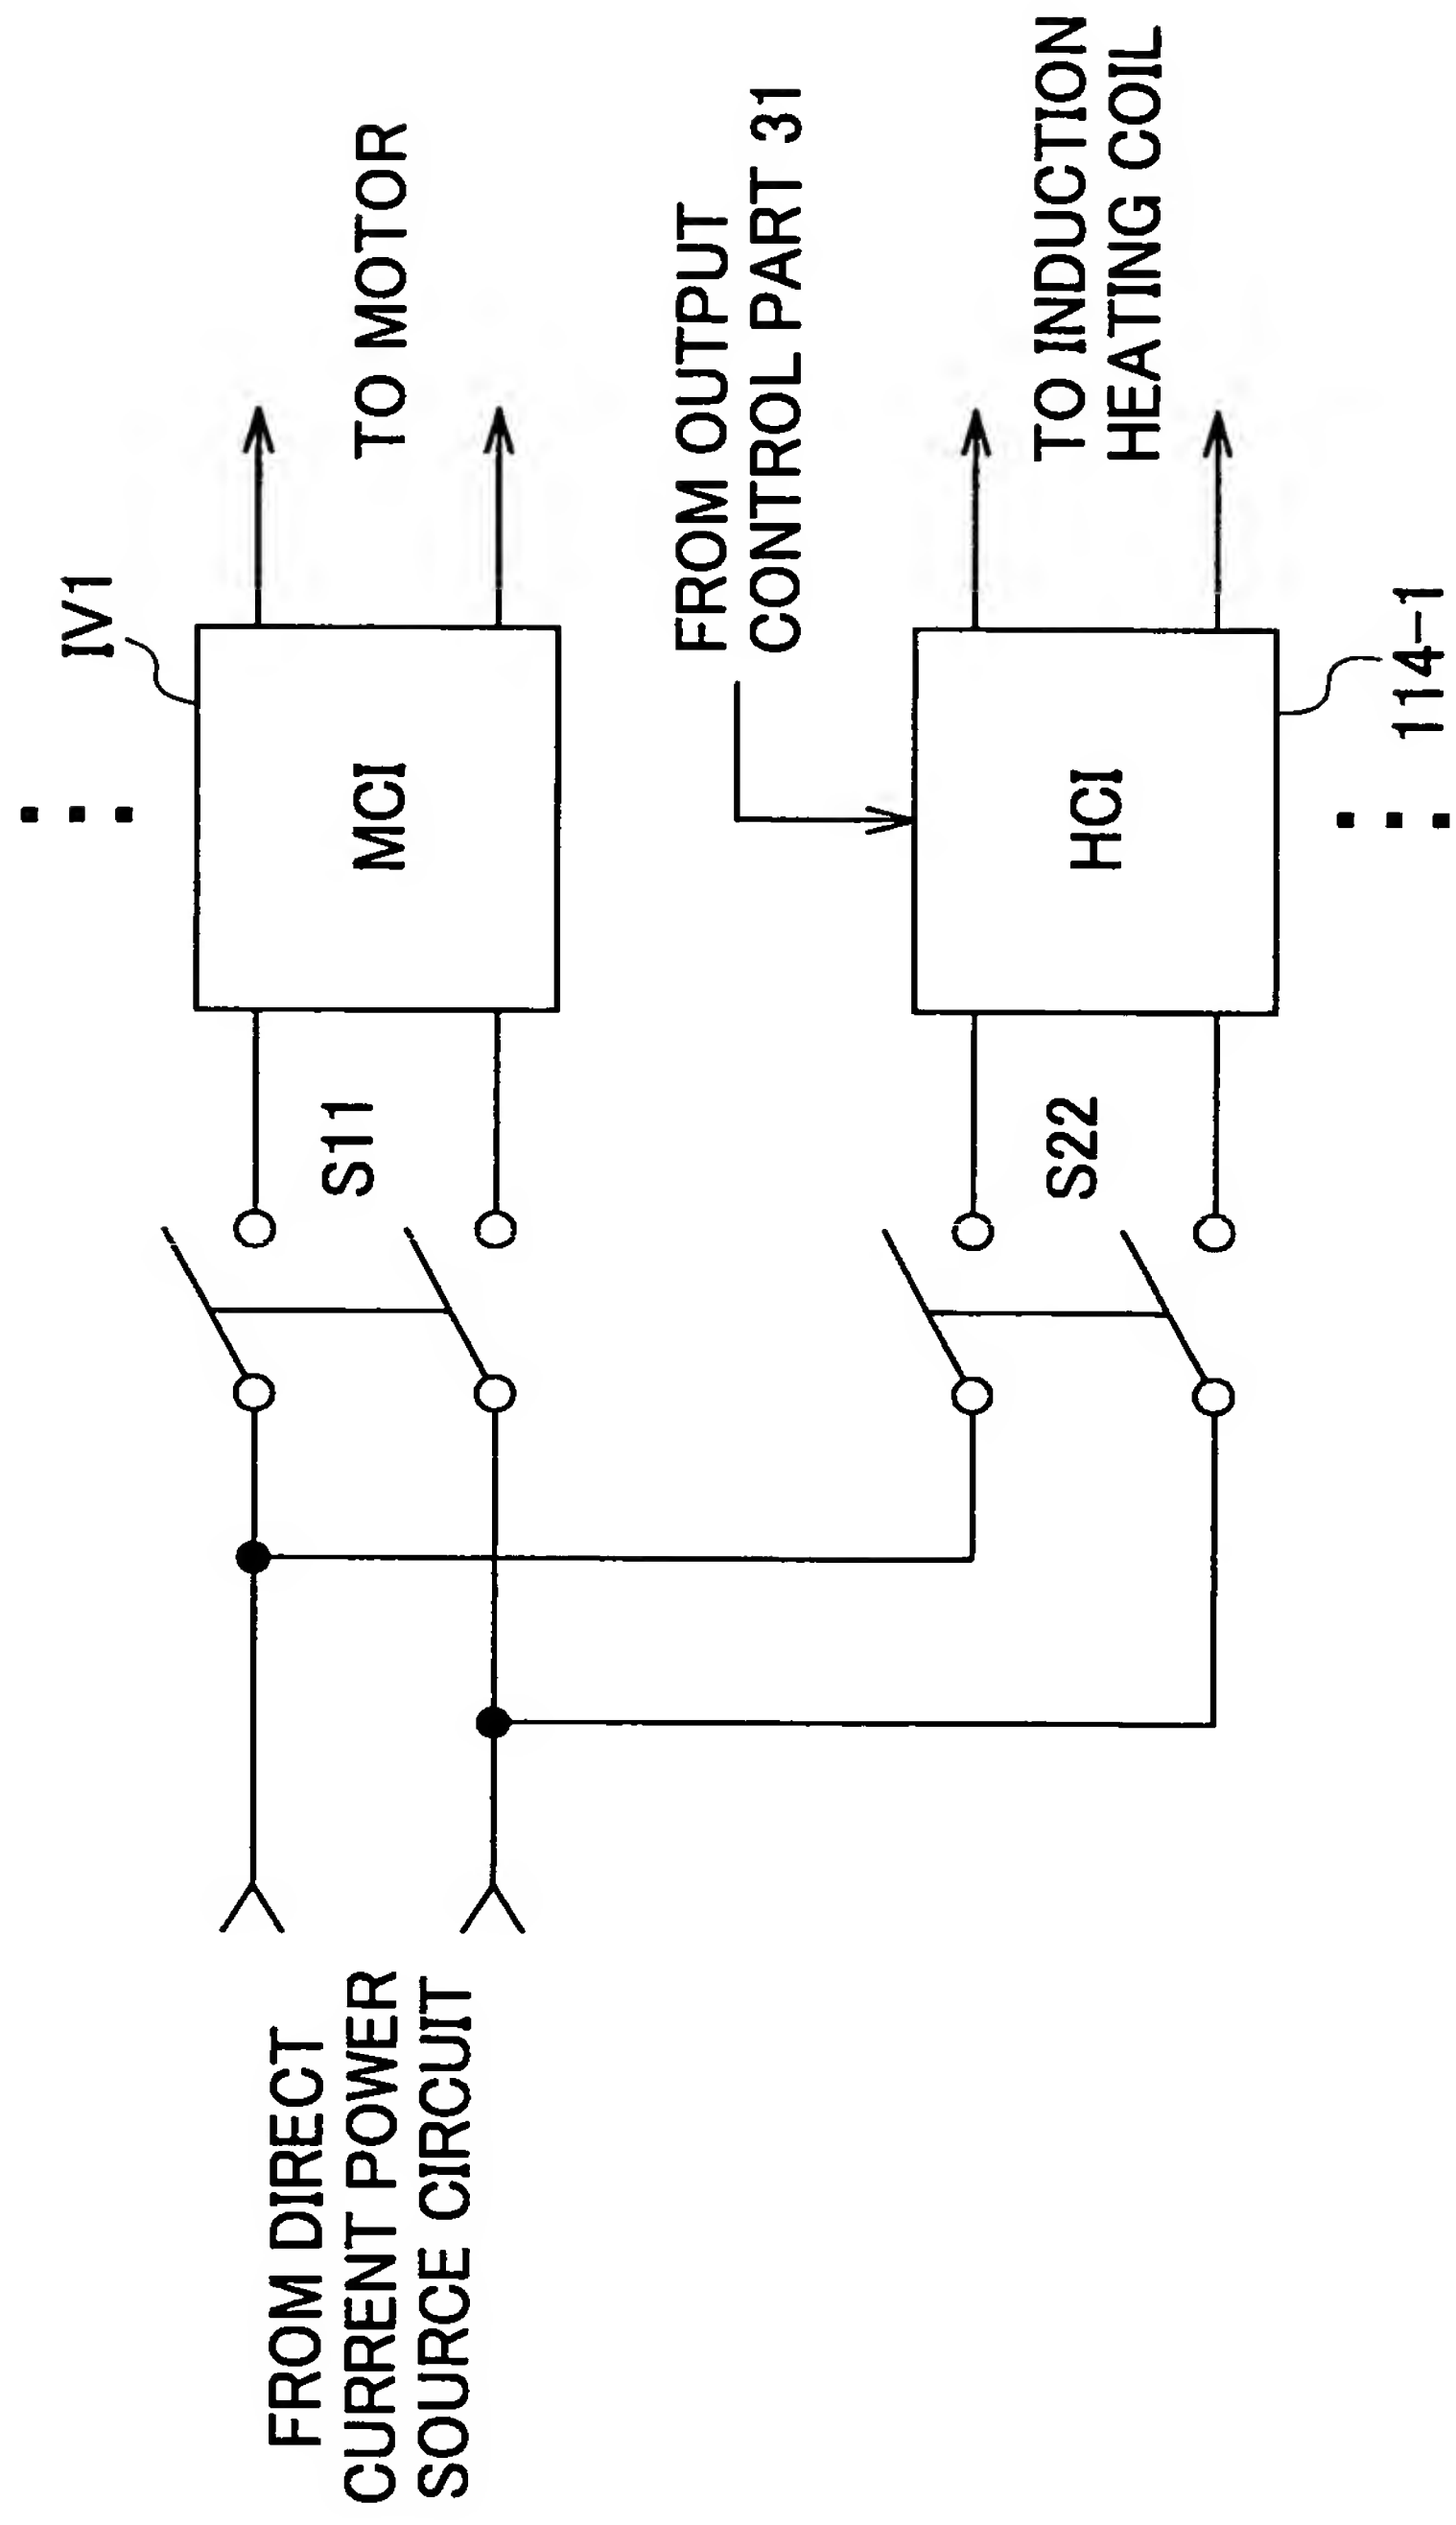 IV1
MCI
TO MOTOR
S11
FROM DIRECT
CURRENT POWER
SOURCE CIRCUIT
FROM OUTPUT
CONTROL PART 31
HCI
S22
TO INDUCTION
HEATING COIL
114-1